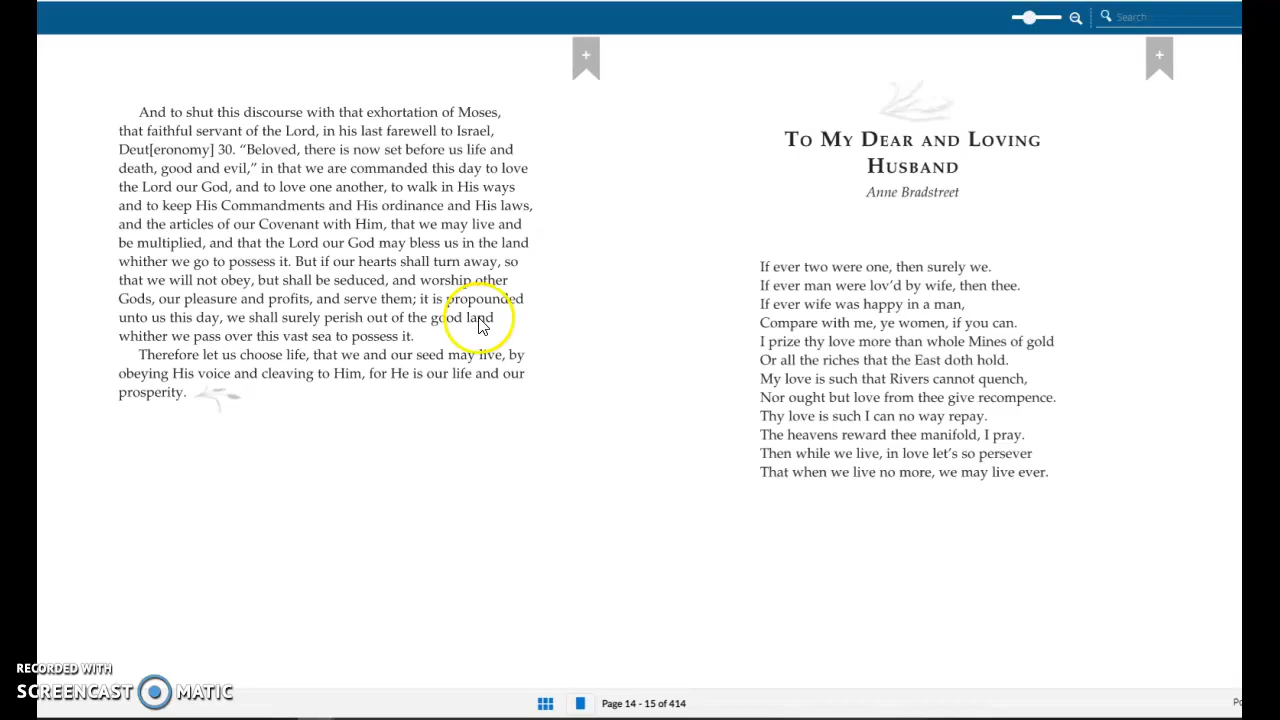 Search
And to shut this discourse with that exhortation of Moses,
that faithful servant of the Lord, in his last farewell to Israel,
Deut[eronomy] 30. “Beloved, there is now set before us life and
death, good and evil,” in that we are commanded this day to love
the Lord our God, and to love one another, to walk in His ways
and to keep His Commandments and His ordinance and His laws,
and the articles of our Covenant with Him, that we may live and
be multiplied, and that the Lord our God may bless us in the land
whither we go to possess it. But if our hearts shall turn away, so
that we will not obey, but shall be seduced, and worship other
Gods, our pleasure and profits, and serve them; it is propounded
unto us this day, we shall surely perish out of the good land
whither we pass over this vast sea to possess it.
Therefore let us choose life, that we and our seed may live, by
obeying His voice and cleaving to Him, for He is our life and our
prosperity.
To My Dear and Loving
Husband
Anne Bradstreet
If ever two were one, then surely we.
If ever man were lov’d by wife, then thee.
If ever wife was happy in a man,
Compare with me, ye women, if you can.
I prize thy love more than whole Mines of gold
Or all the riches that the East doth hold.
My love is such that Rivers cannot quench,
Nor ought but love from thee give recompence.
Thy love is such I can no way repay.
The heavens reward thee manifold, I pray.
Then while we live, in love let’s so persever
That when we live no more, we may live ever.
RECORDED WITH
SCREENCAST MATIC
Page 14 - 15 of 414